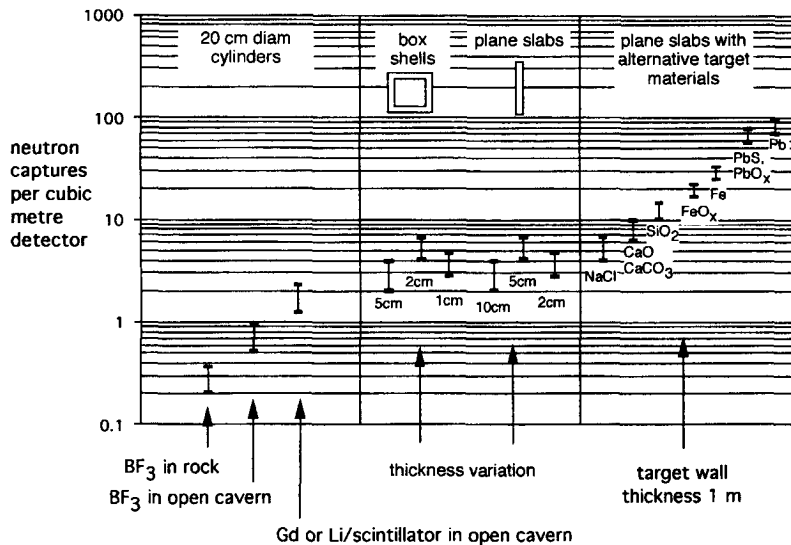 1000
100
10
1
0.1
neutron
captures
per cubic
metre
detector
20 cm diam
cylinders
box
shells
plane slabs
plane slabs with
alternative target
materials
5cm
2cm
1cm
10cm
5cm
2cm
NaCl
CaO
CaCO3
SiO2
FeOx
Fe
PbS,
PbOx
Pb
BF3 in rock
BF3 in open cavern
Gd or Li/scintillator in open cavern
thickness variation
target wall
thickness 1 m